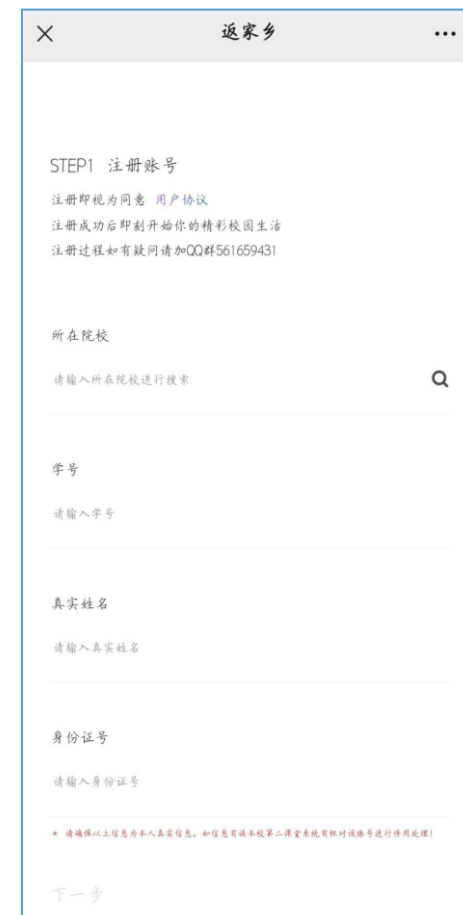 返家乡
STEP1 注册账号
注册即视为同意 用户协议
注册成功后即刻开始你的精彩校园生活
注册过程如有疑问请加QQ群561659431
所在院校
请输入所在院校进行搜索
学号
请输入学号
真实姓名
请输入真实姓名
身份证号
请输入身份证号
* 请确保以上信息为本人真实信息。如信息有误本校第二课堂系统有权对该账号进行停用处理!
下一步